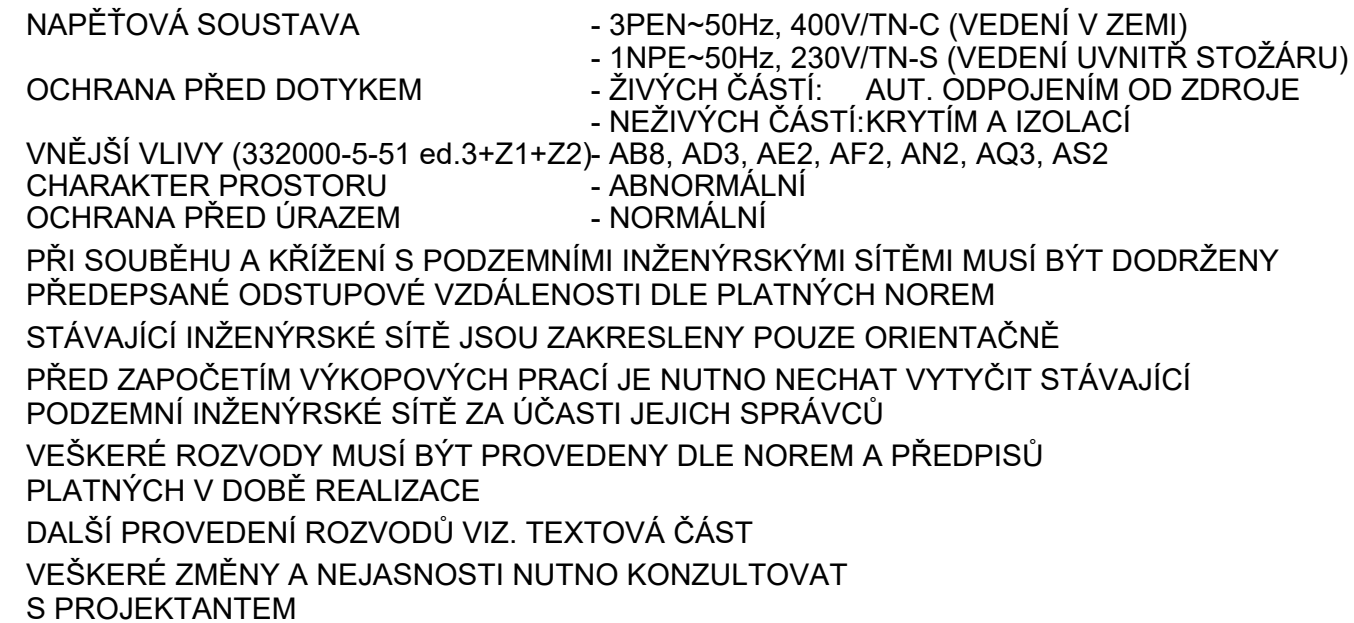 NAPĚŤOVÁ SOUSTAVA - 3PEN~50Hz, 400V/TN-C (VEDENÍ V ZEMI)
- 1NPE~50Hz, 230V/TN-S (VEDENÍ UVNITŘ STOŽÁRU)
OCHRANA PŘED DOTYKEM - ŽIVÝCH ČÁSTÍ: AUT. ODPOJENÍM OD ZDROJE
- NEŽIVÝCH ČÁSTÍ:KRYTÍM A IZOLACÍ
VNĚJŠÍ VLIVY (332000-5-51 ed.3+Z1+Z2)- AB8, AD3, AE2, AF2, AN2, AQ3, AS2
CHARAKTER PROSTORU - ABNORMÁLNÍ
OCHRANA PŘED ÚRAZEM - NORMÁLNÍ
PŘI SOUBĚHU A KŘÍŽENÍ S PODZEMNÍMI INŽENÝRSKÝMI SÍTĚMI MUSÍ BÝT DODRŽENY
PŘEDEPSANÉ ODSTUPOVÉ VZDÁLENOSTI DLE PLATNÝCH NOREM
STÁVAJÍCÍ INŽENÝRSKÉ SÍTĚ JSOU ZAKRESLENY POUZE ORIENTAČNĚ
PŘED ZAPOČETÍM VÝKOPOVÝCH PRACÍ JE NUTNO NECHAT VYTYČIT STÁVAJÍCÍ
PODZEMNÍ INŽENÝRSKÉ SÍTĚ ZA ÚČASTI JEJICH SPRÁVCŮ
VEŠKERÉ ROZVODY MUSÍ BÝT PROVEDENY DLE NOREM A PŘEDPISŮ
PLATNÝCH V DOBĚ REALIZACE
DALŠÍ PROVEDENÍ ROZVODŮ VIZ. TEXTOVÁ ČÁST
VEŠKERÉ ZMĚNY A NEJASNOSTI NUTNO KONZULTOVAT
S PROJEKTANTEM